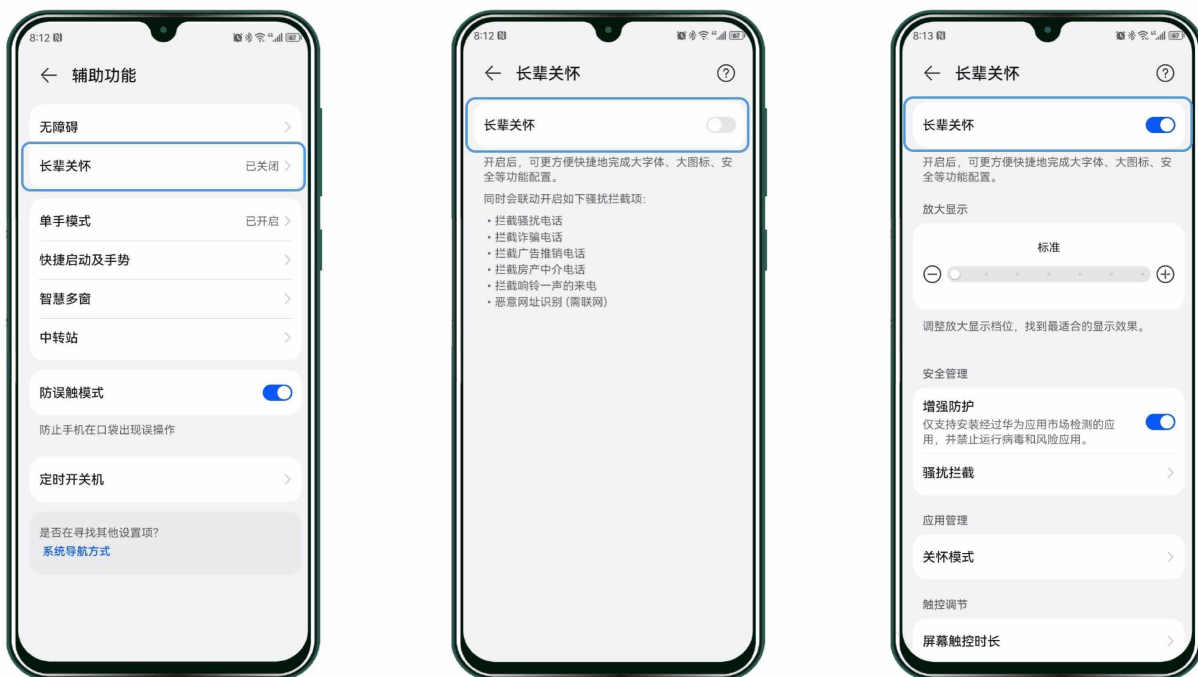 8:12
辅助功能
无障碍
长辈关怀
已关闭
单手模式
已开启
快捷启动及手势
智慧多窗
中转站
防误触模式
防止手机在口袋出现误操作
定时开关机
是否在寻找其他设置项?
系统导航方式
8:12
长辈关怀
长辈关怀
开启后，可更方便快捷地完成大字体、大图标、安
全等功能配置。
同时会联动开启如下骚扰拦截项:
・拦截骚扰电话
・拦截诈骗电话
・拦截广告推销电话
・拦截房产中介电话
・拦截响铃一声的来电
・恶意网址识别 (需联网)
8:13
长辈关怀
长辈关怀
开启后，可更方便快捷地完成大字体、大图标、安
全等功能配置。
放大显示
标准
调整放大显示档位，找到最适合的显示效果。
安全管理
增强防护
仅支持安装经过华为应用市场检测的应
用，并禁止运行病毒和风险应用。
骚扰拦截
应用管理
关怀模式
触控调节
屏幕触控时长